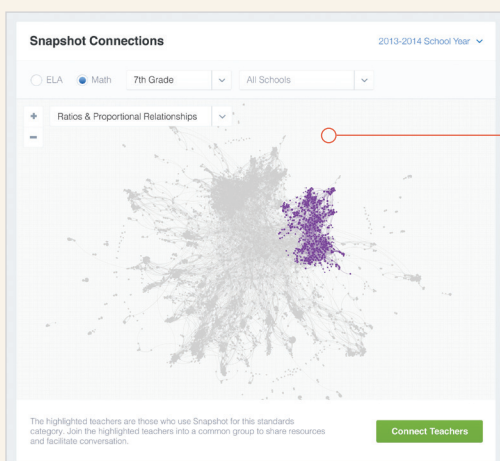 Snapshot Connections
2013-2014 School Year
ELA
Math
7th Grade
All Schools
+
Ratios & Proportional Relationships
–
The highlighted teachers are those who use Snapshot for this standards
category. Join the highlighted teachers into a common group to share resources
and facilitate conversation.
Connect Teachers